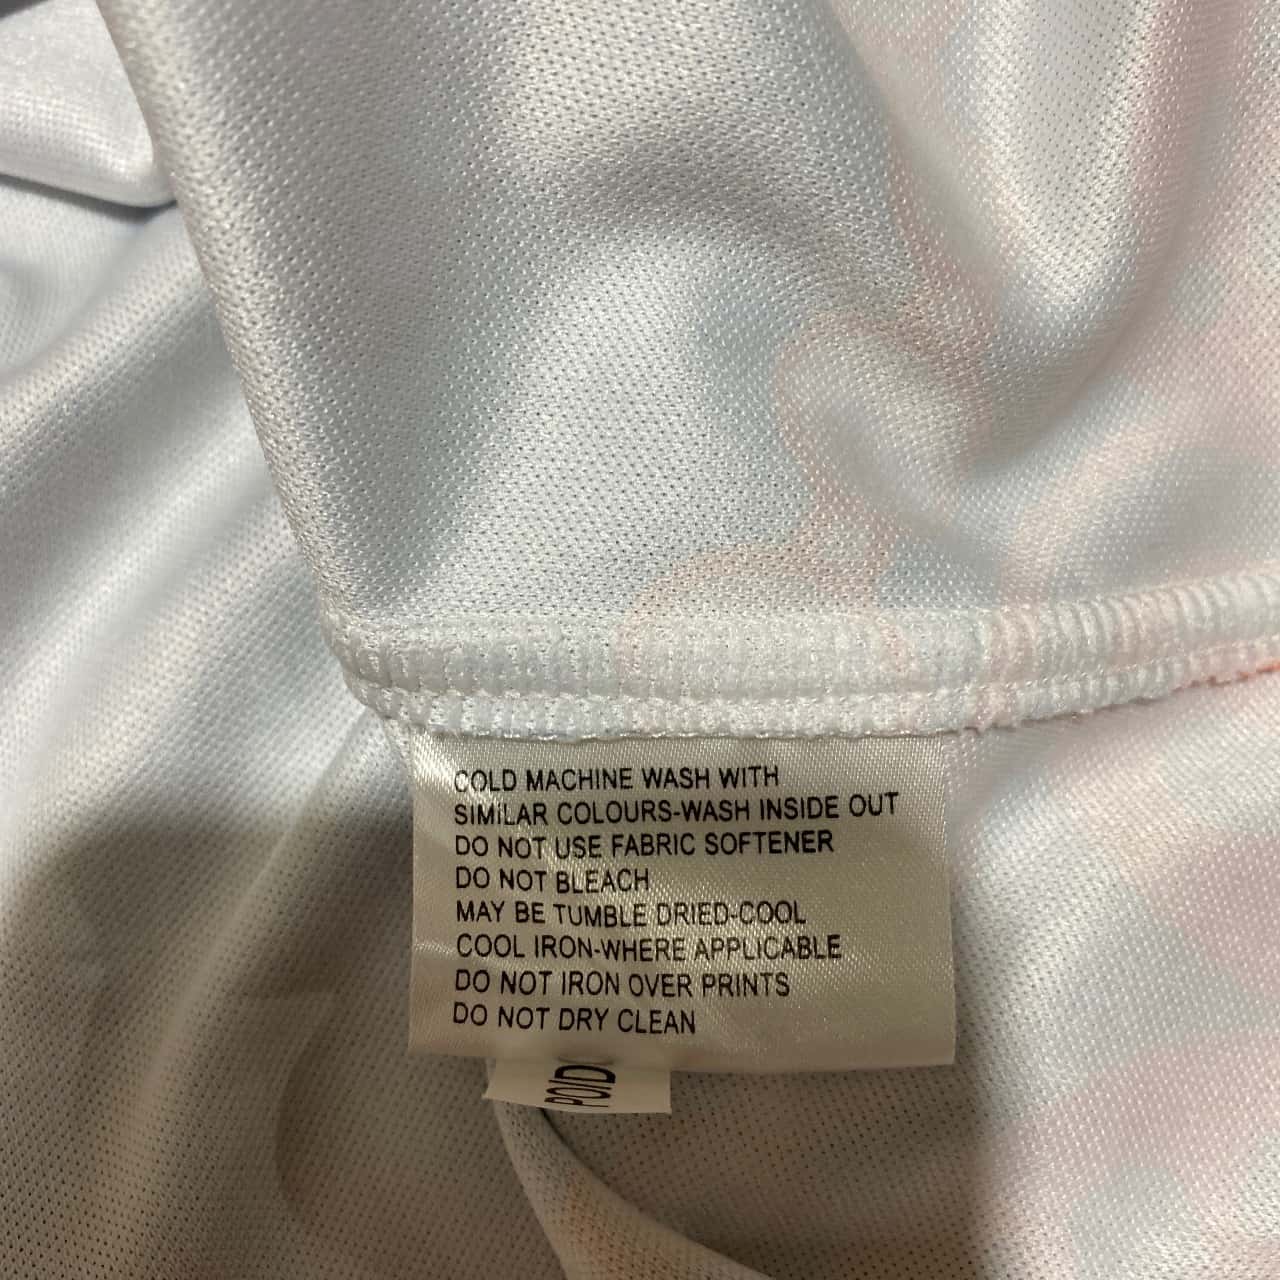 COLD MACHINE WASH WITH
SIMILAR COLOURS-WASH INSIDE OUT
DO NOT USE FABRIC SOFTENER
DO NOT BLEACH
MAY BE TUMBLE DRIED-COOL
COOL IRON-WHERE APPLICABLE
DO NOT IRON OVER PRINTS
DO NOT DRY CLEAN